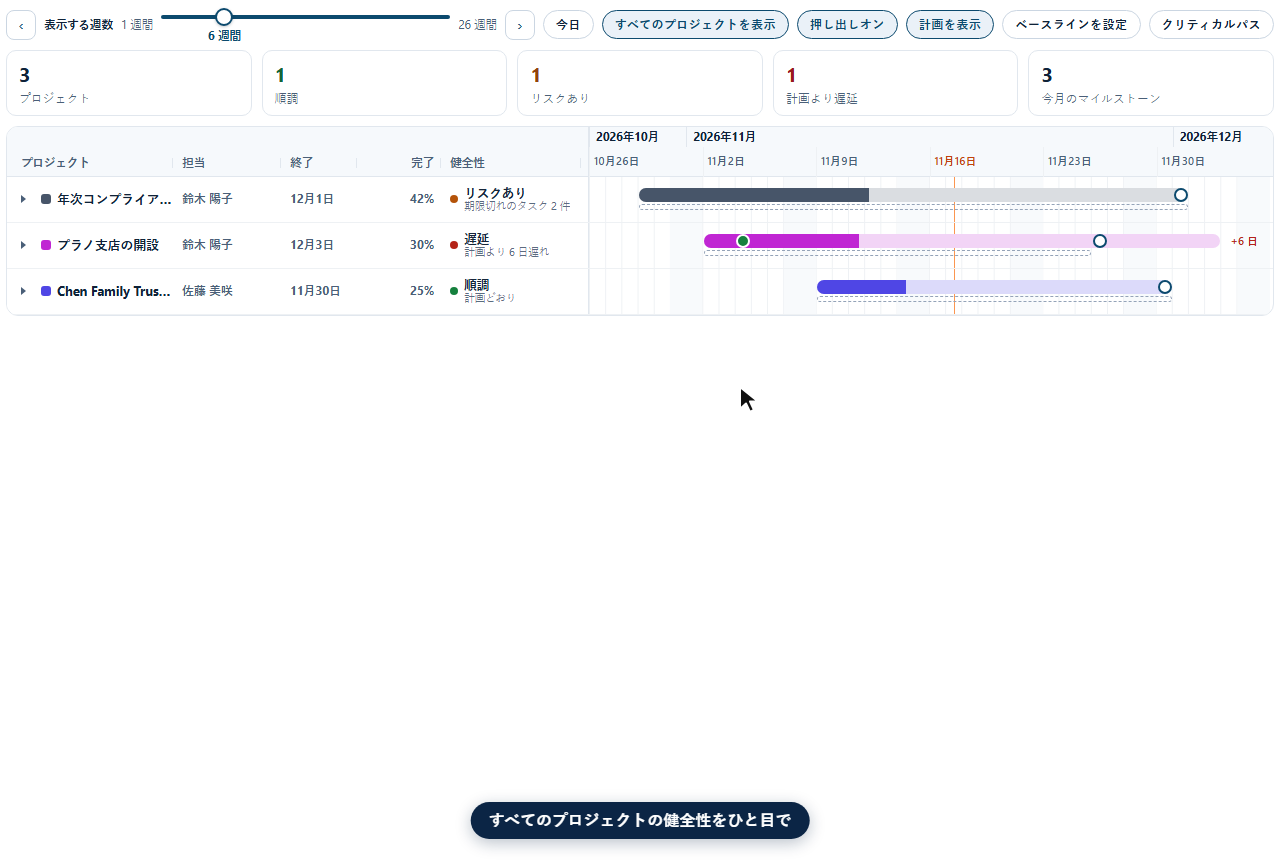 ‹ 表示する週数 1 週間 6 週間 26 週間 › 今日 すべてのプロジェクトを表示 押し出しオン 計画を表示 ベースラインを設定 クリティカルパス
3
プロジェクト
1
順調
1
リスクあり
1
計画より遅延
3
今月のマイルストーン
2026年10月 2026年11月 2026年12月
プロジェクト 担当 終了 完了 健全性 10月26日 11月2日 11月9日 11月16日 11月23日 11月30日
年次コンプライア... 鈴木 陽子 12月1日 42% リスクあり
期限切れのタスク 2 件
プラノ支店の開設 鈴木 陽子 12月3日 30% 遅延 +6 日
計画より 6 日遅れ
Chen Family Trus... 佐藤 美咲 11月30日 25% 順調
計画どおり
すべてのプロジェクトの健全性をひと目で